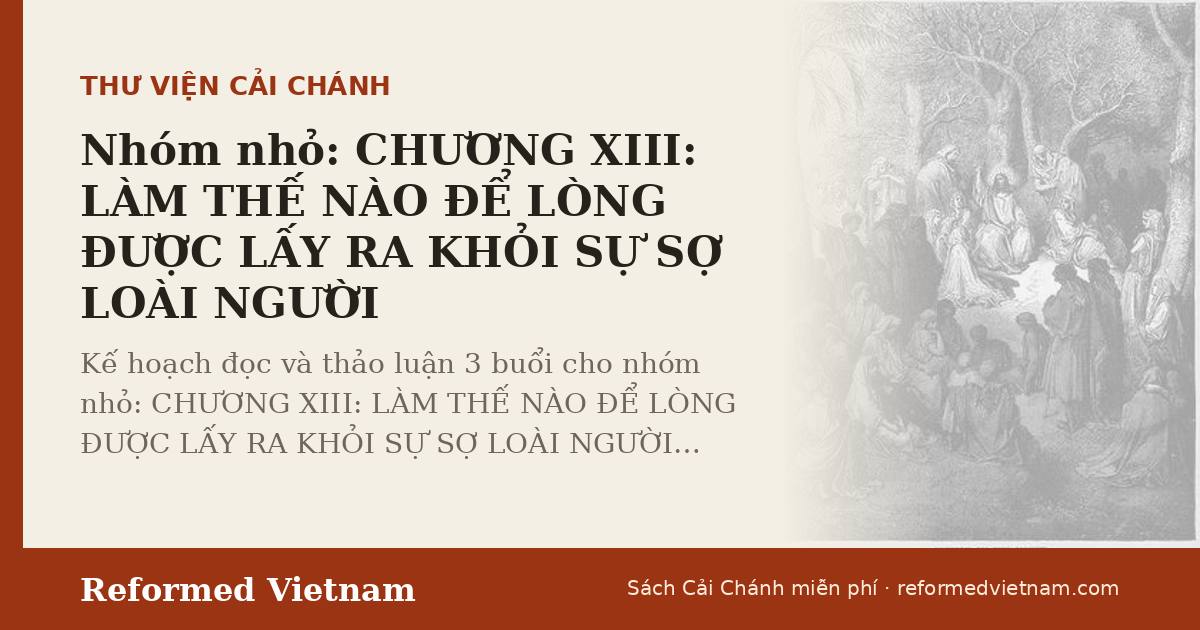 THƯ VIỆN CẢI CHÁNH
Nhóm nhỏ: CHƯƠNG XIII:
LÀM THẾ NÀO ĐỂ LÒNG
ĐƯỢC LẤY RA KHỎI SỰ SỢ
LOÀI NGƯỜI
Kế hoạch đọc và thảo luận 3 buổi cho nhóm
nhỏ: CHƯƠNG XIII: LÀM THẾ NÀO ĐỂ LÒNG
ĐƯỢC LẤY RA KHỎI SỰ SỢ LOÀI NGƯỜI...
Reformed Vietnam
Sách Cải Chánh miễn phí · reformedvietnam.com